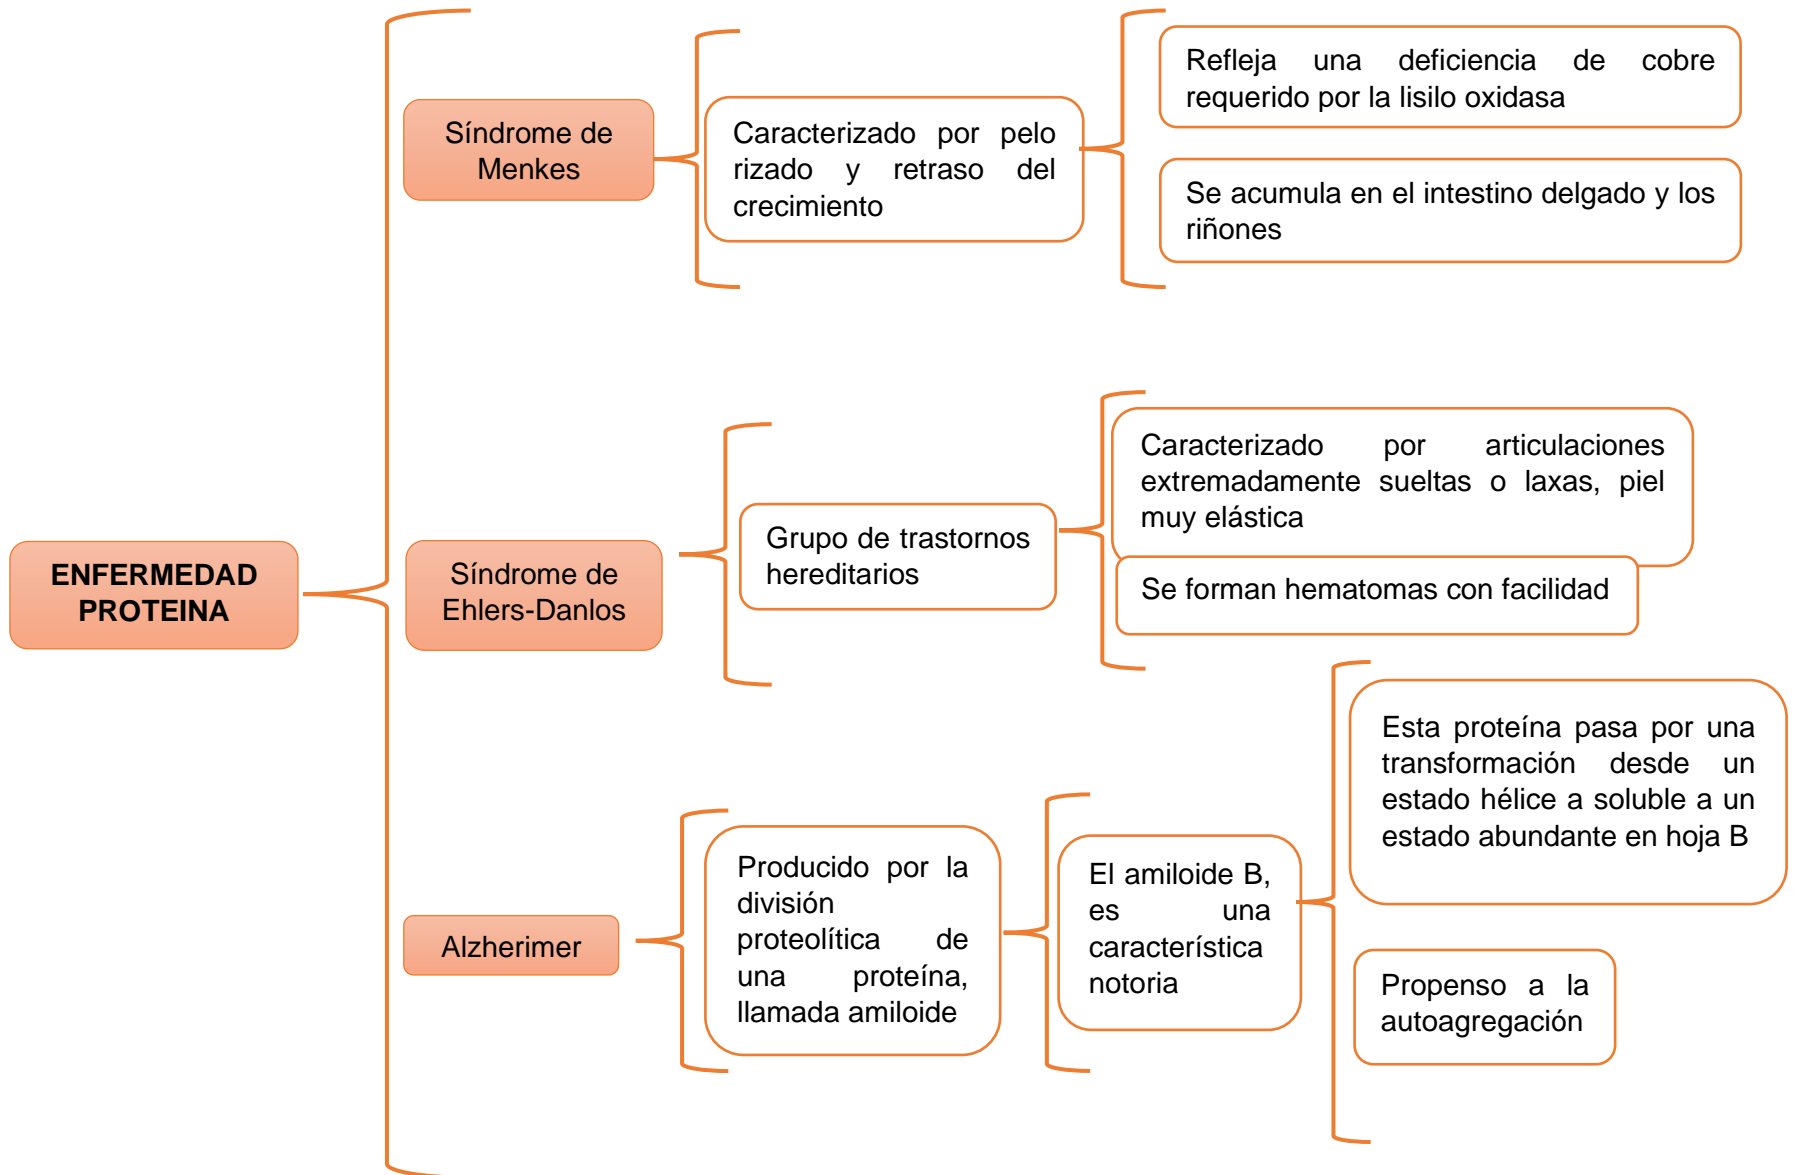 ENFERMEDAD
PROTEINA
Síndrome de
Menkes
Caracterizado por pelo
rizado y retraso del
crecimiento
Refleja una deficiencia de cobre
requerido por la lisilo oxidasa
Se acumula en el intestino delgado y los
riñones
Síndrome de
Ehlers-Danlos
Grupo de trastornos
hereditarios
Caracterizado por articulaciones
extremadamente sueltas o laxas, piel
muy elástica
Se forman hematomas con facilidad
Alzherimer
Producido por la
división
proteolítica de
una proteína,
llamada amiloide
El amiloide B,
es una
característica
notoria
Esta proteína pasa por una
transformación desde un
estado hélice a soluble a un
estado abundante en hoja B
Propenso a la
autoagregación